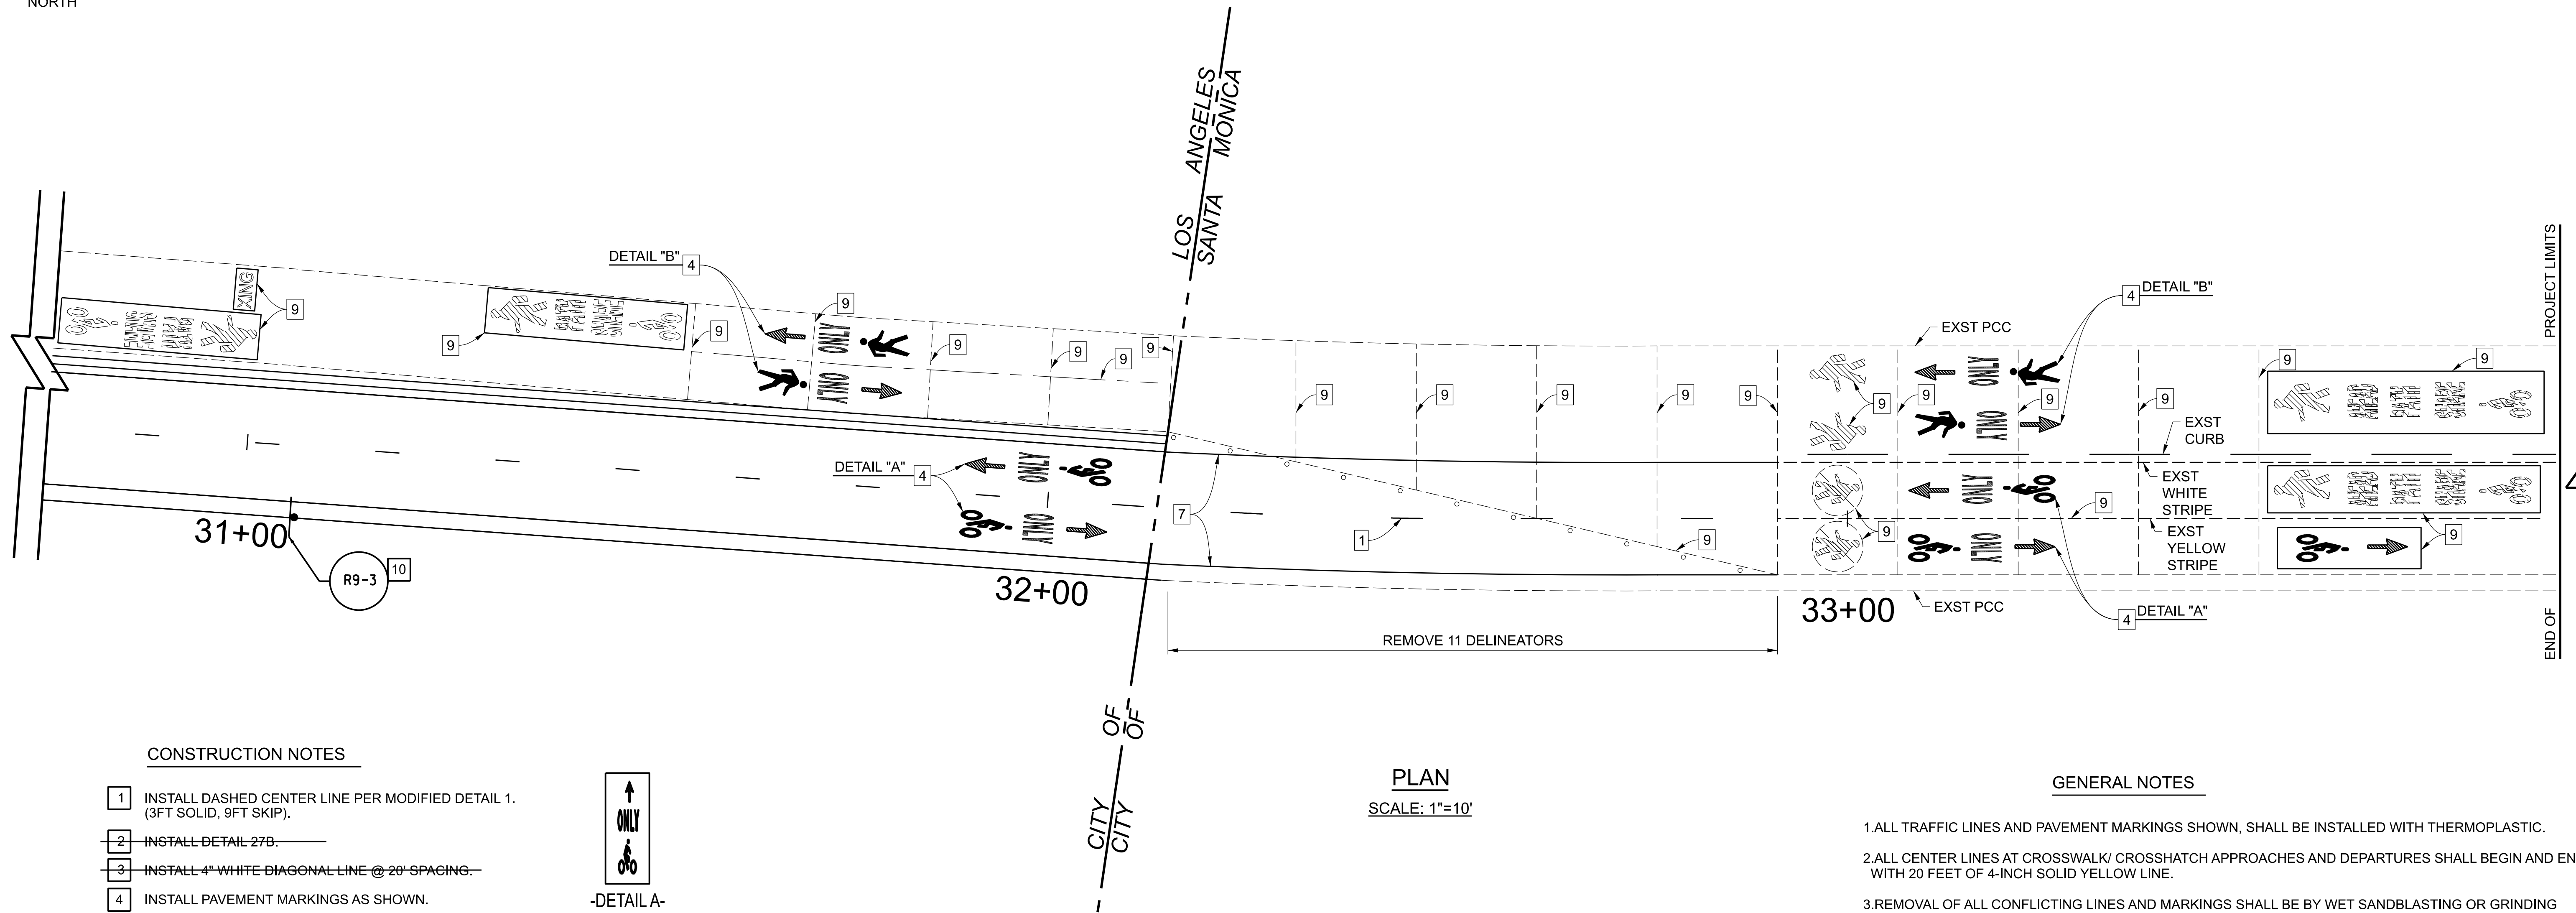 NORTH
LOS ANGELES
SANTA MONICA
PROJECT LIMITS
END OF
DETAIL "B" 4
XING
9
9
9
9
9
9
9
9
9
ONLY
ONLY
EXST PCC
4 DETAIL "B"
9
9
9
9
9
9
9
9
9
9
9
ONLY
ONLY
EXST
CURB
DETAIL "A" 4
ONLY
ONLY
7
1
9
EXST
WHITE
STRIPE
9
EXST
YELLOW
STRIPE
9
9
9
ONLY
ONLY
31+00
R9-3 10
32+00
33+00
EXST PCC
4 DETAIL "A"
REMOVE 11 DELINEATORS
CITY OF
CITY OF
CONSTRUCTION NOTES
1 INSTALL DASHED CENTER LINE PER MODIFIED DETAIL 1.
(3FT SOLID, 9FT SKIP).
2 INSTALL DETAIL 27B.
3 INSTALL 4" WHITE DIAGONAL LINE @ 20' SPACING.
4 INSTALL PAVEMENT MARKINGS AS SHOWN.
ONLY
-DETAIL A-
PLAN
SCALE: 1"=10'
GENERAL NOTES
1.ALL TRAFFIC LINES AND PAVEMENT MARKINGS SHOWN, SHALL BE INSTALLED WITH THERMOPLASTIC.
2.ALL CENTER LINES AT CROSSWALK/ CROSSHATCH APPROACHES AND DEPARTURES SHALL BEGIN AND EN
WITH 20 FEET OF 4-INCH SOLID YELLOW LINE.
3.REMOVAL OF ALL CONFLICTING LINES AND MARKINGS SHALL BE BY WET SANDBLASTING OR GRINDING